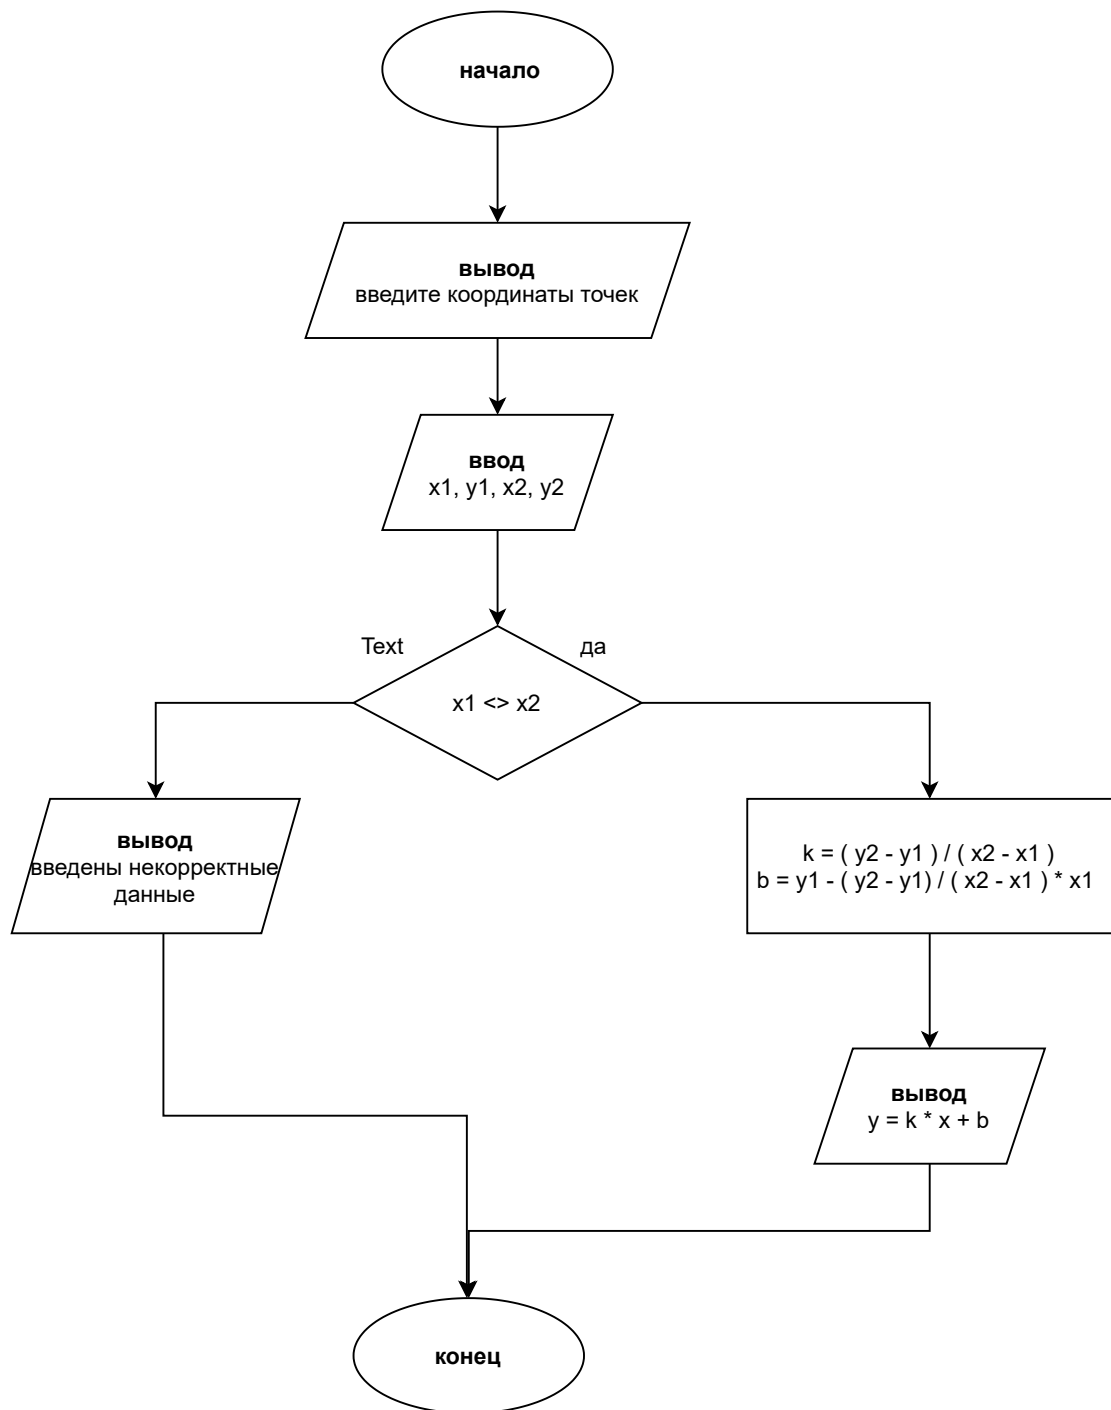 начало
вывод
введите координаты точек
ввод
x1, y1, x2, y2
Text
да
x1 <> x2
вывод
введены некорректные
данные
k = ( y2 - y1 ) / ( x2 - x1 )
b = y1 - ( y2 - y1) / ( x2 - x1 ) * x1
вывод
y = k * x + b
конец